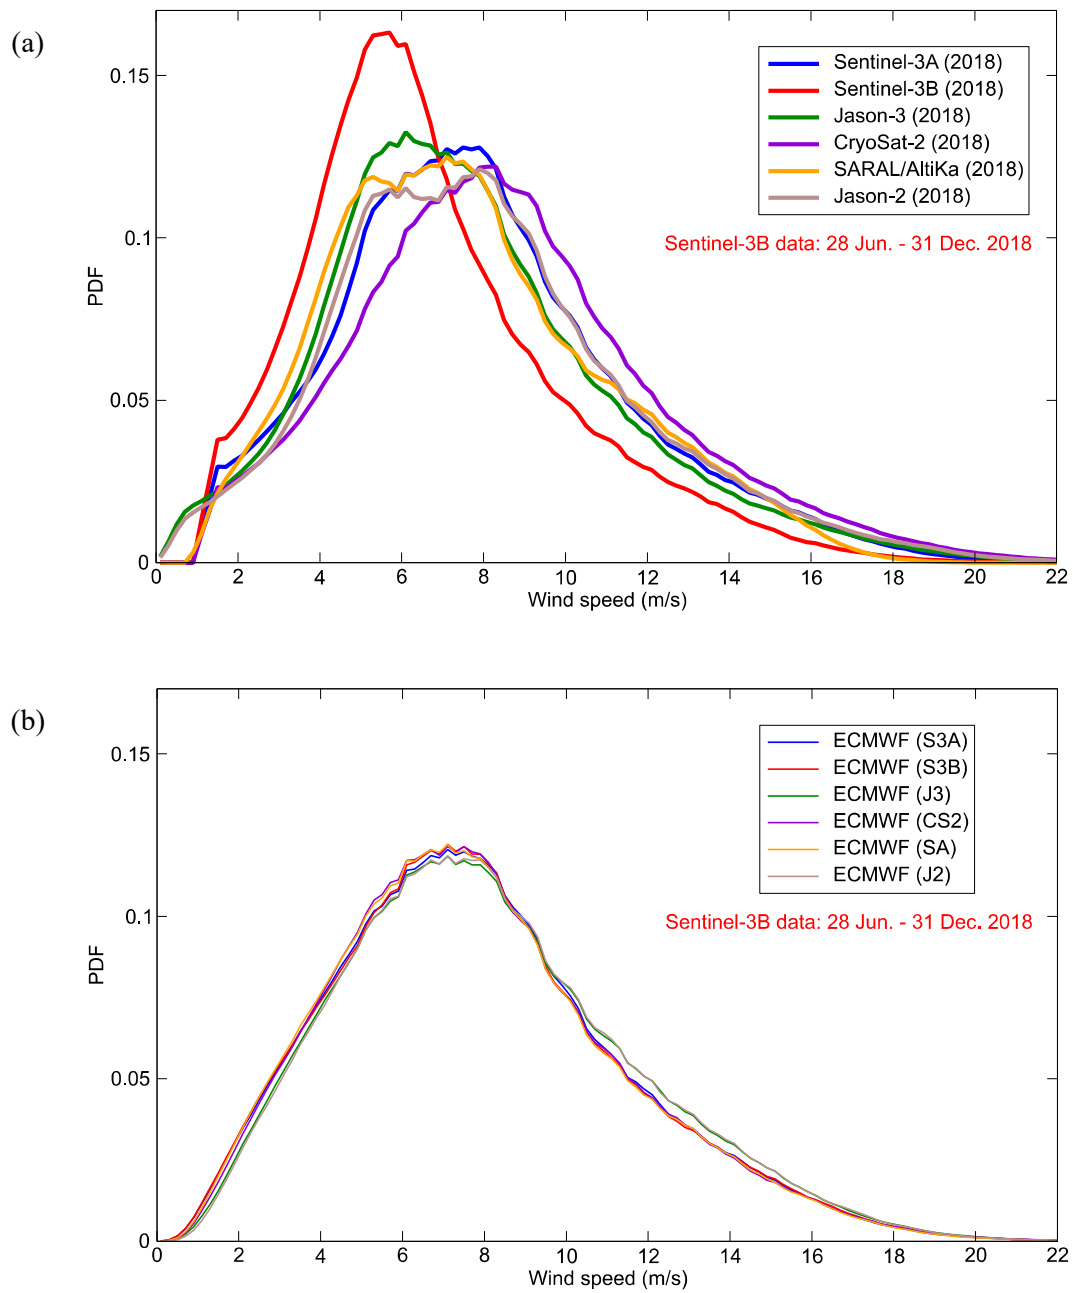 (a)
0.15
0.1
0.05
0
PDF
Sentinel-3A (2018)
Sentinel-3B (2018)
Jason-3 (2018)
CryoSat-2 (2018)
SARAL/AltiKa (2018)
Jason-2 (2018)
Sentinel-3B data: 28 Jun. - 31 Dec. 2018
0 2 4 6 8 10 12 14 16 18 20 22
Wind speed (m/s)
(b)
0.15
0.1
0.05
0
PDF
ECMWF (S3A)
ECMWF (S3B)
ECMWF (J3)
ECMWF (CS2)
ECMWF (SA)
ECMWF (J2)
Sentinel-3B data: 28 Jun. - 31 Dec. 2018
0 2 4 6 8 10 12 14 16 18 20 22
Wind speed (m/s)